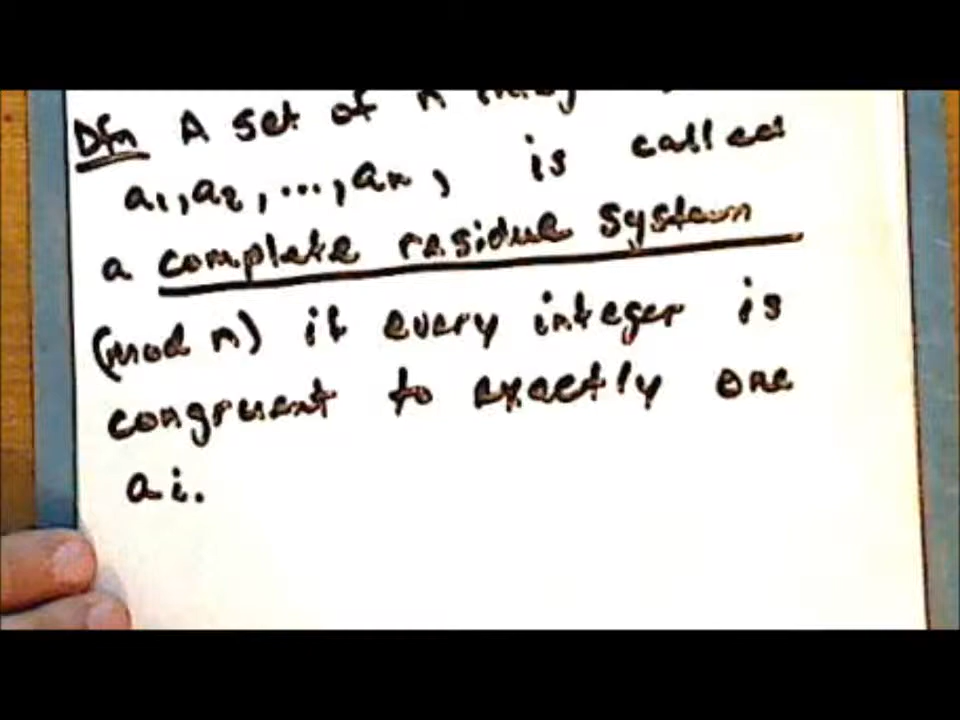 Dfn A set of n
a1, a2, ..., an, is called
a complete residue system
(mod n) if every integer is
congruent to exactly one
ai.